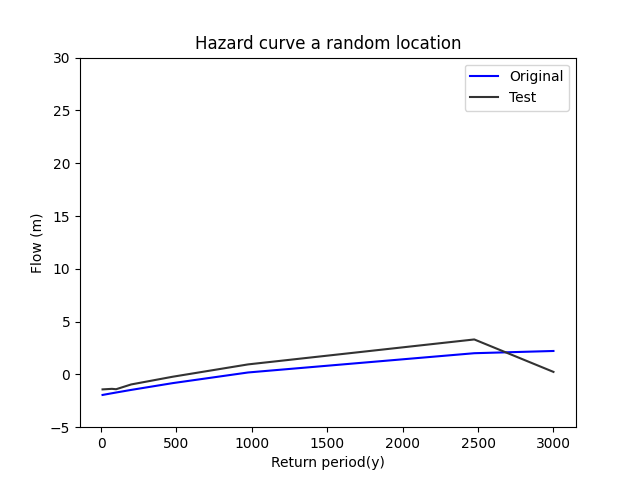 Hazard curve a random location
Original
Test
30
25
20
15
10
5
0
−5
Flow (m)
0 500 1000 1500 2000 2500 3000
Return period(y)